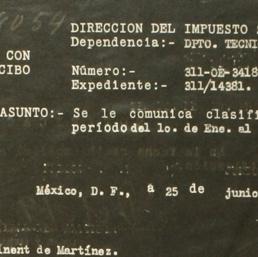 DIRECCION DEL IMPUESTO
Dependencia:- DPTO. TECNI
CON
CIBO Número:- 311-OE-3418
Expediente:- 311/14381.
ASUNTO:- Se le comunica clasifi
período del 1o. de Ene. al
México, D. F., a 25 de junio
inent de Martínez.